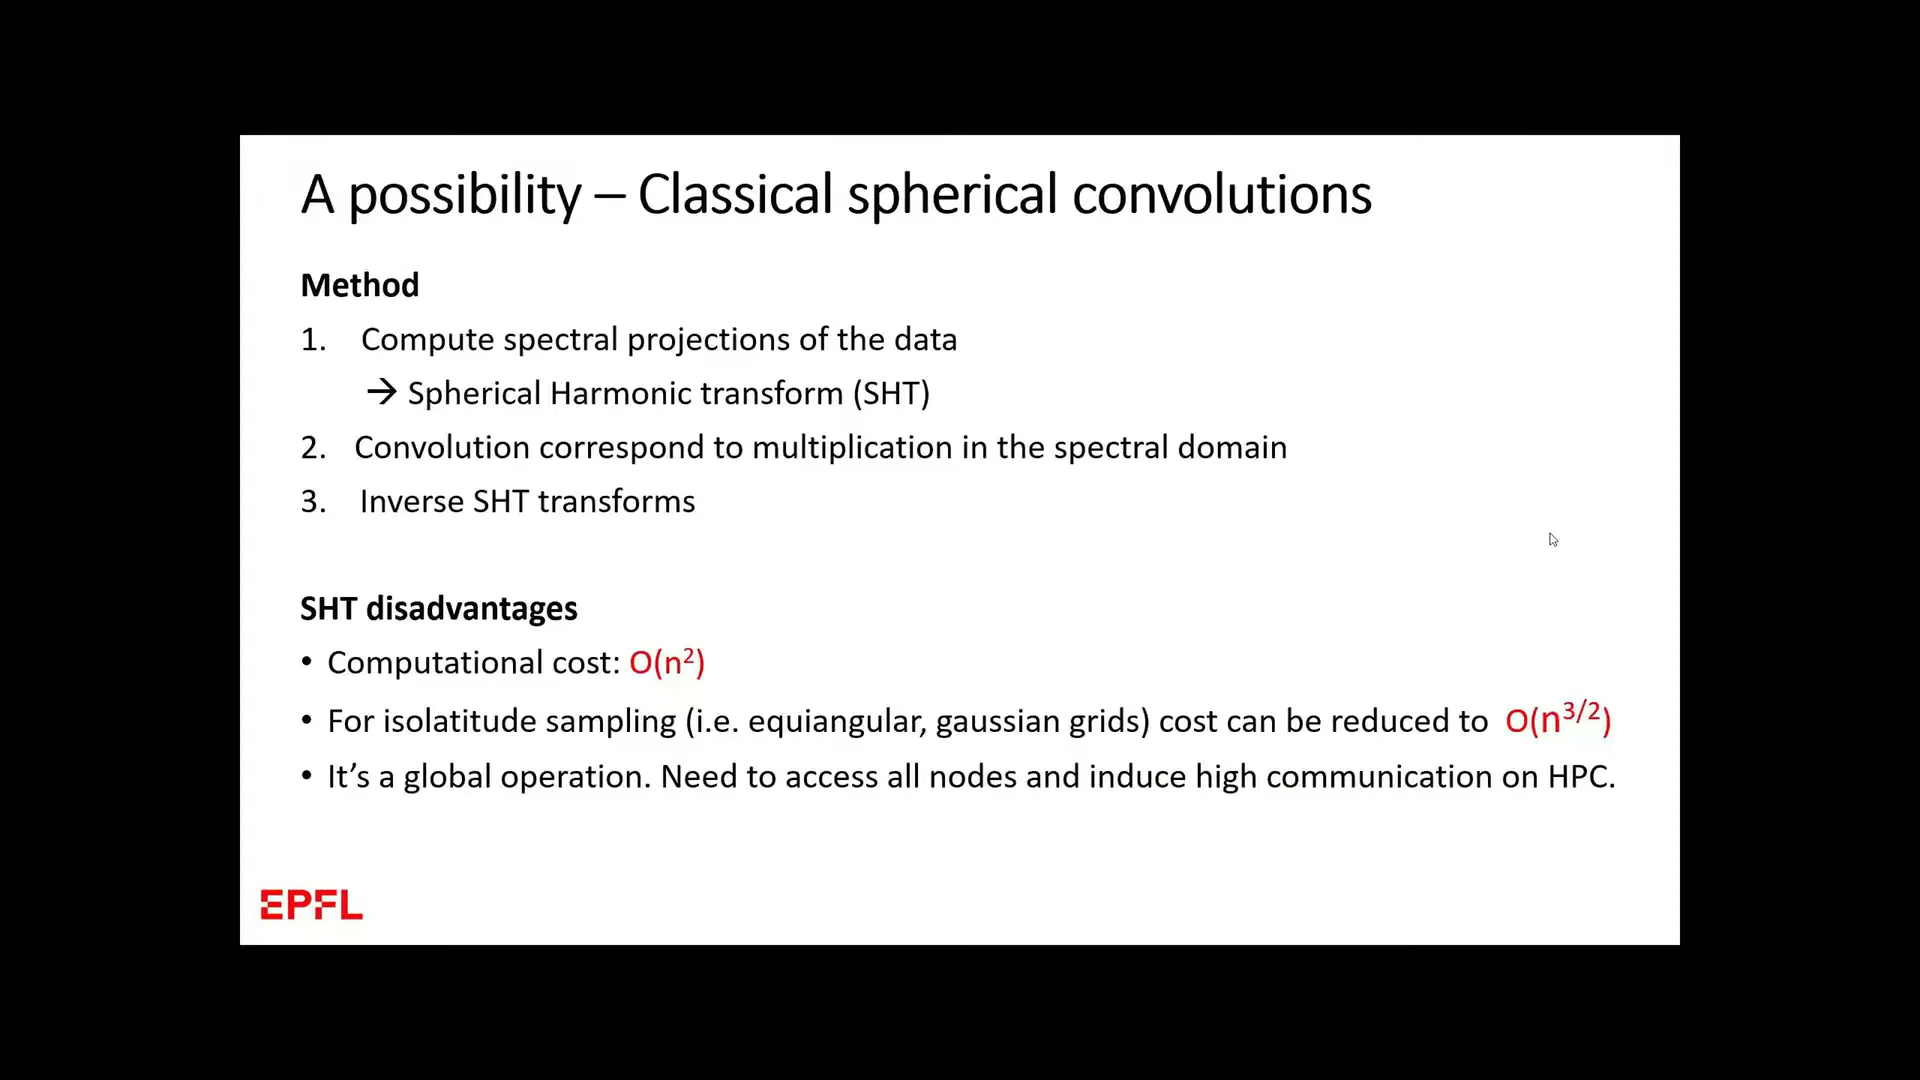 A possibility – Classical spherical convolutions
Method
1. Compute spectral projections of the data
→ Spherical Harmonic transform (SHT)
2. Convolution correspond to multiplication in the spectral domain
3. Inverse SHT transforms
SHT disadvantages
• Computational cost: O(n²)
• For isolatitude sampling (i.e. equiangular, gaussian grids) cost can be reduced to O(n^3/2)
• It’s a global operation. Need to access all nodes and induce high communication on HPC.
EPFL